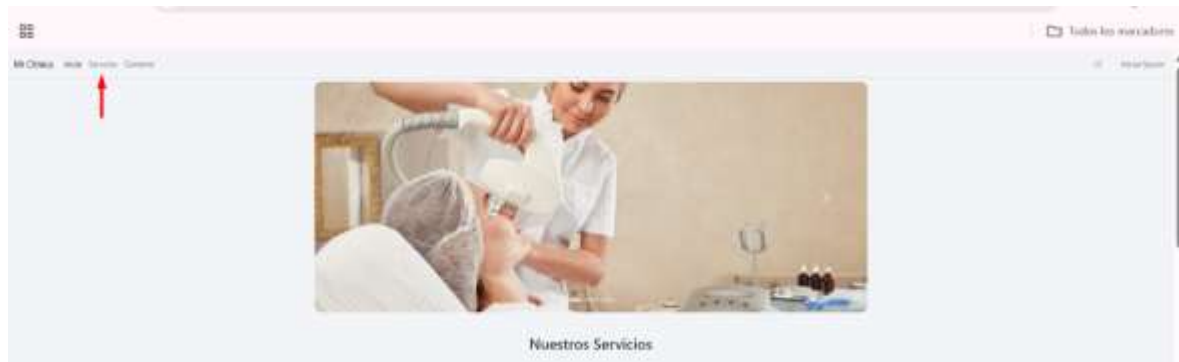 Todos los marcadores
Mi Clínica Inicio Servicios Contacto
Nuestros Servicios